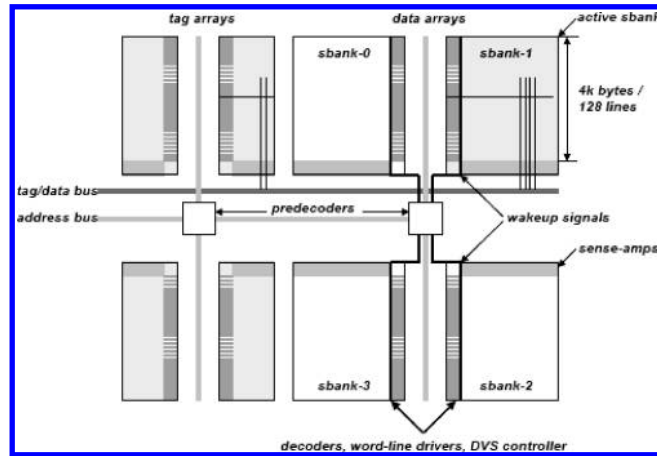 tag arrays
data arrays
active sbank
sbank-0
sbank-1
4k bytes /
128 lines
tag/data bus
address bus
predecoders
wakeup signals
sense-amps
sbank-3
sbank-2
decoders, word-line drivers, DVS controller